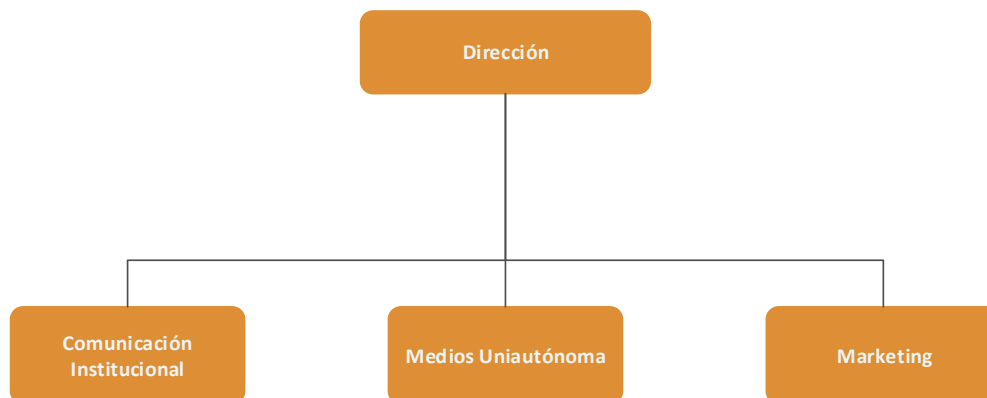 Dirección
Comunicación
Institucional
Medios Uniautónoma
Marketing